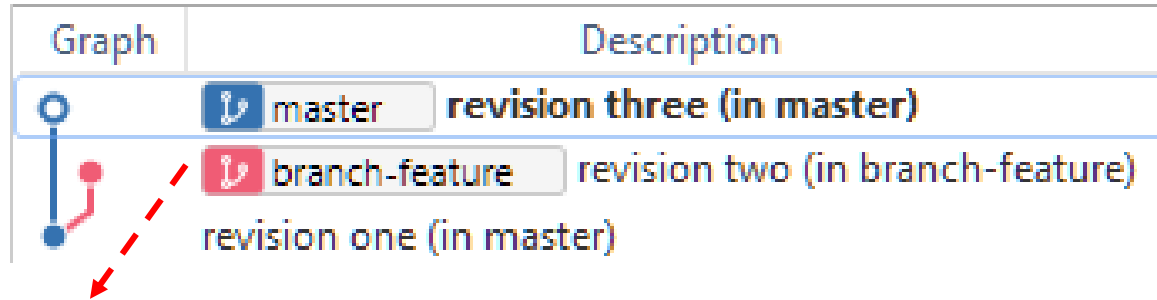 Graph Description
master revision three (in master)
branch-feature revision two (in branch-feature)
revision one (in master)